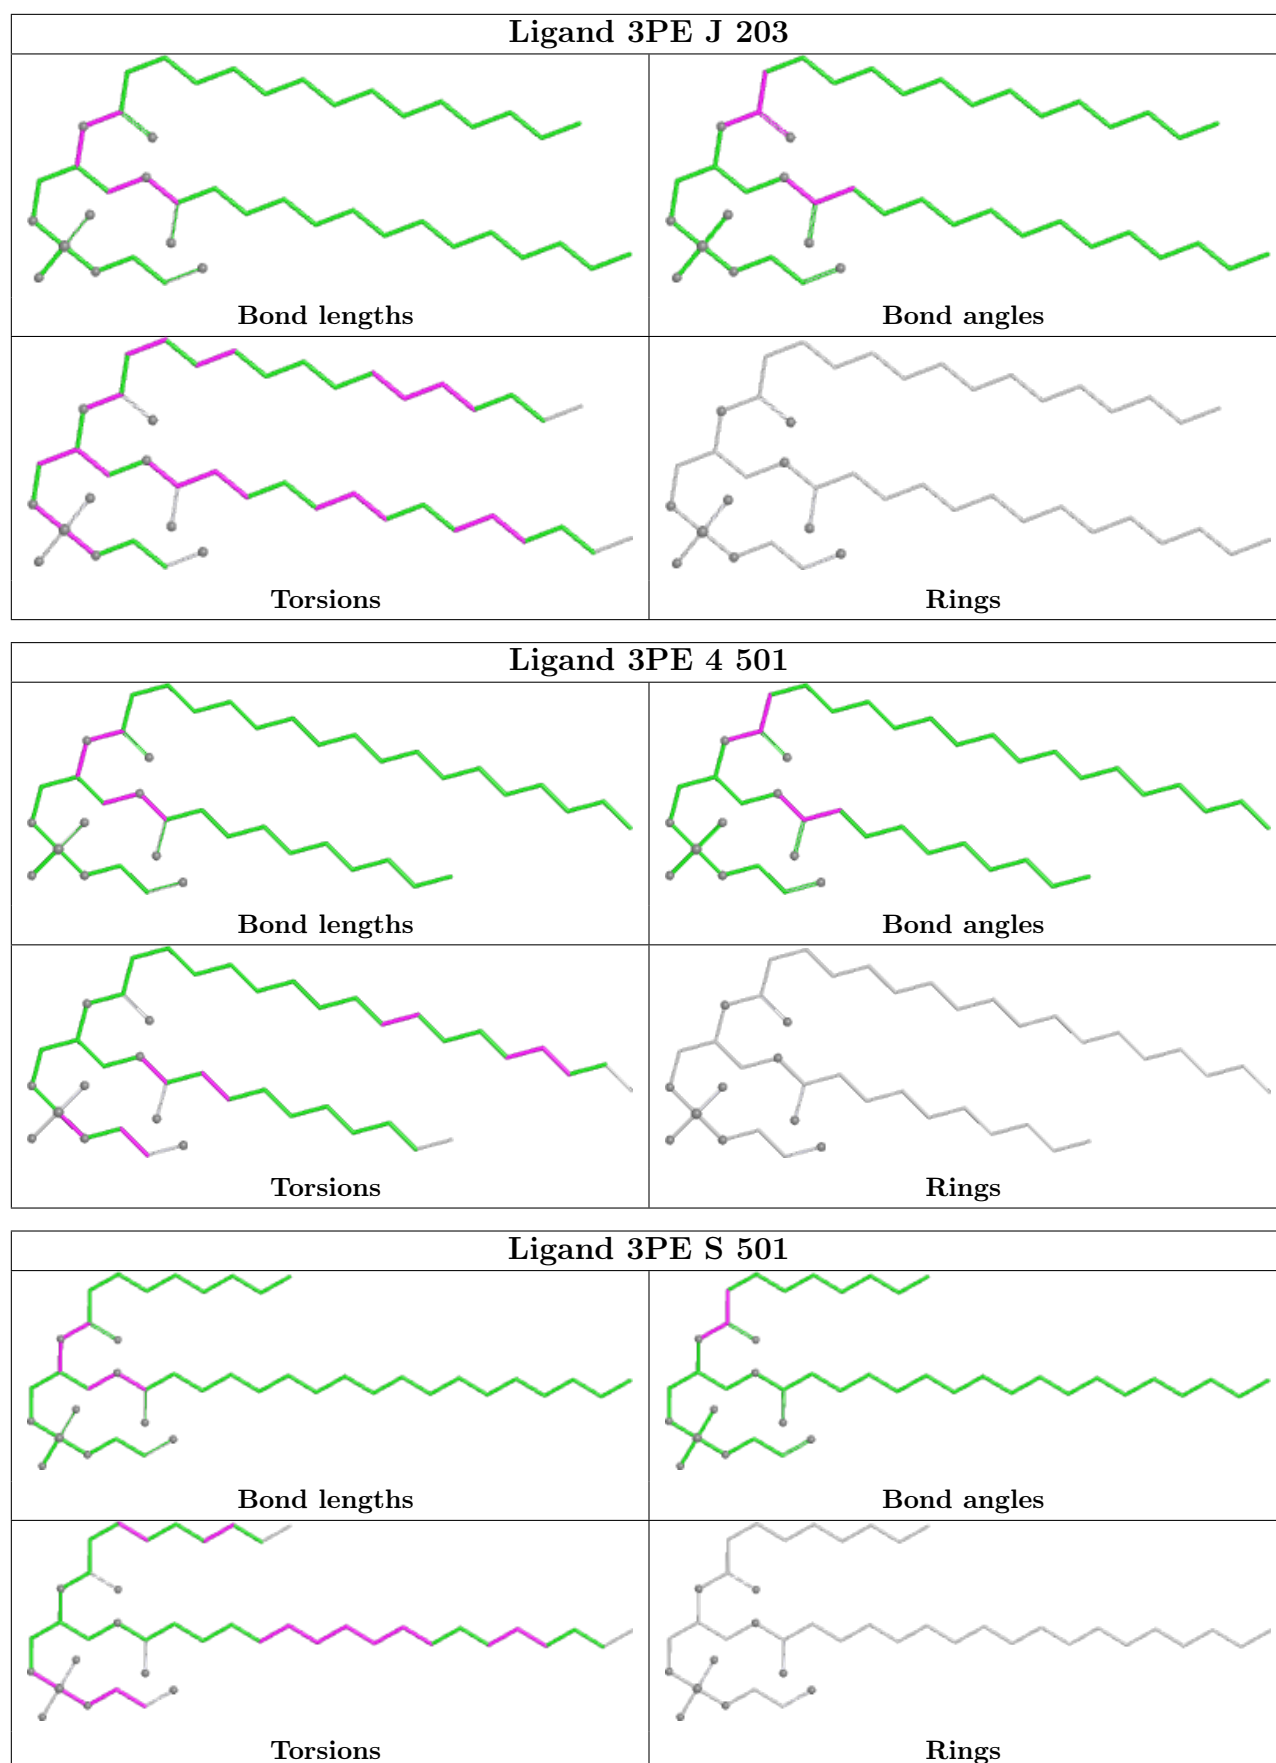 Ligand 3PE J 203
Bond lengths
Bond angles
Torsions
Rings
Ligand 3PE 4 501
Bond lengths
Bond angles
Torsions
Rings
Ligand 3PE S 501
Bond lengths
Bond angles
Torsions
Rings